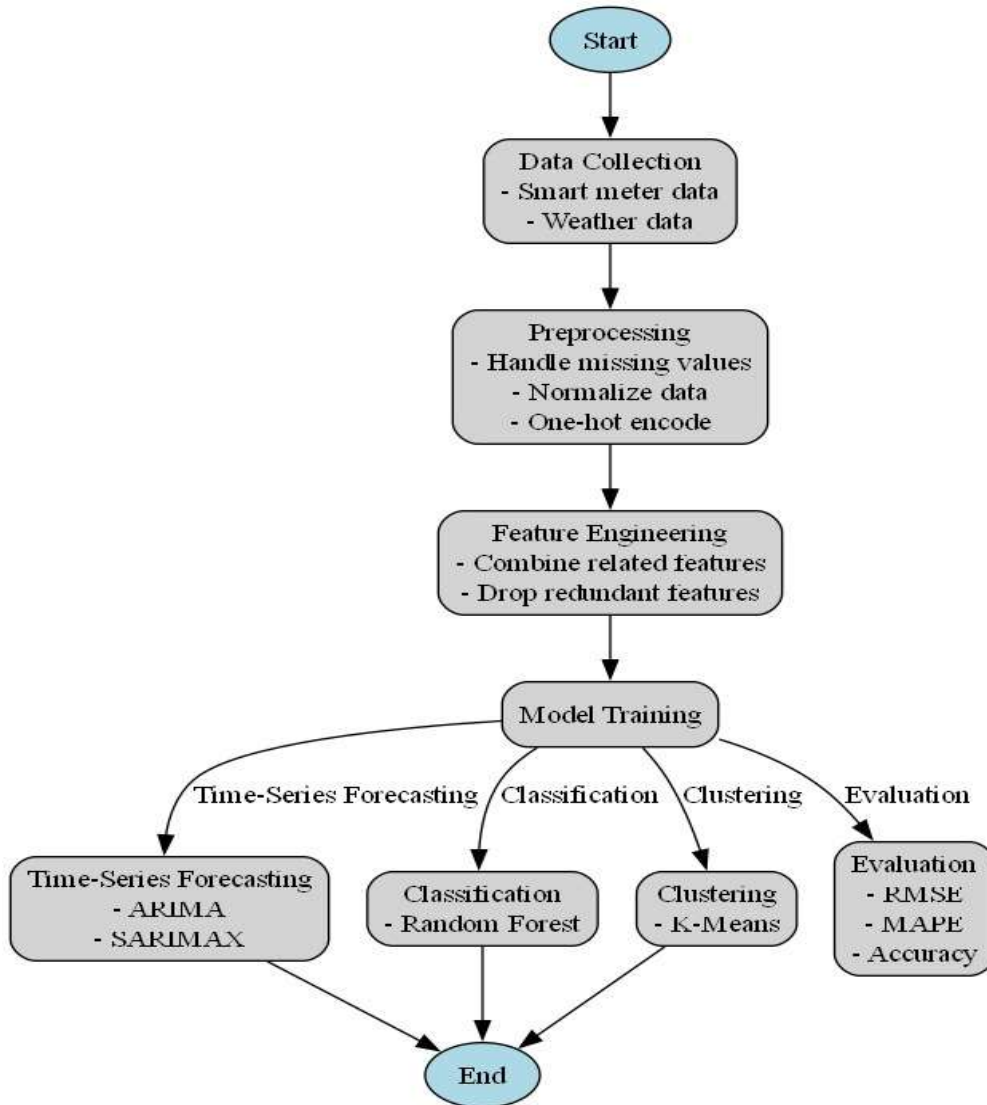 Start
Data Collection
- Smart meter data
- Weather data
Preprocessing
- Handle missing values
- Normalize data
- One-hot encode
Feature Engineering
- Combine related features
- Drop redundant features
Model Training
Time-Series Forecasting
Classification
Clustering
Evaluation
Time-Series Forecasting
- ARIMA
- SARIMAX
Classification
- Random Forest
Clustering
- K-Means
Evaluation
- RMSE
- MAPE
- Accuracy
End